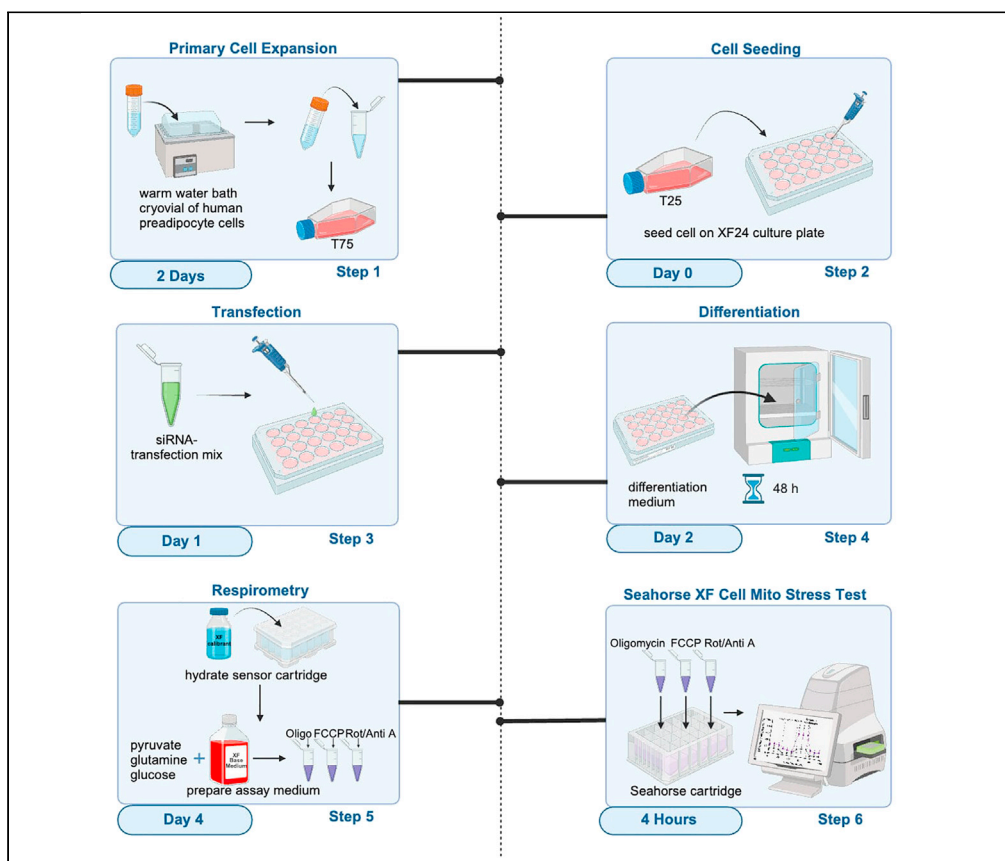 Primary Cell Expansion
warm water bath
cryovial of human
preadipocyte cells
T75
2 Days
Step 1
Cell Seeding
T25
seed cell on XF24 culture plate
Day 0
Step 2
Transfection
siRNA-
transfection mix
Day 1
Step 3
Differentiation
differentiation
medium
48 h
Day 2
Step 4
Respirometry
XF
calibrant
hydrate sensor cartridge
pyruvate
glutamine
glucose
+
XF
Base
Medium
Oligo FCCP Rot/Anti A
prepare assay medium
Day 4
Step 5
Seahorse XF Cell Mito Stress Test
Oligomycin FCCP Rot/Anti A
Seahorse cartridge
4 Hours
Step 6